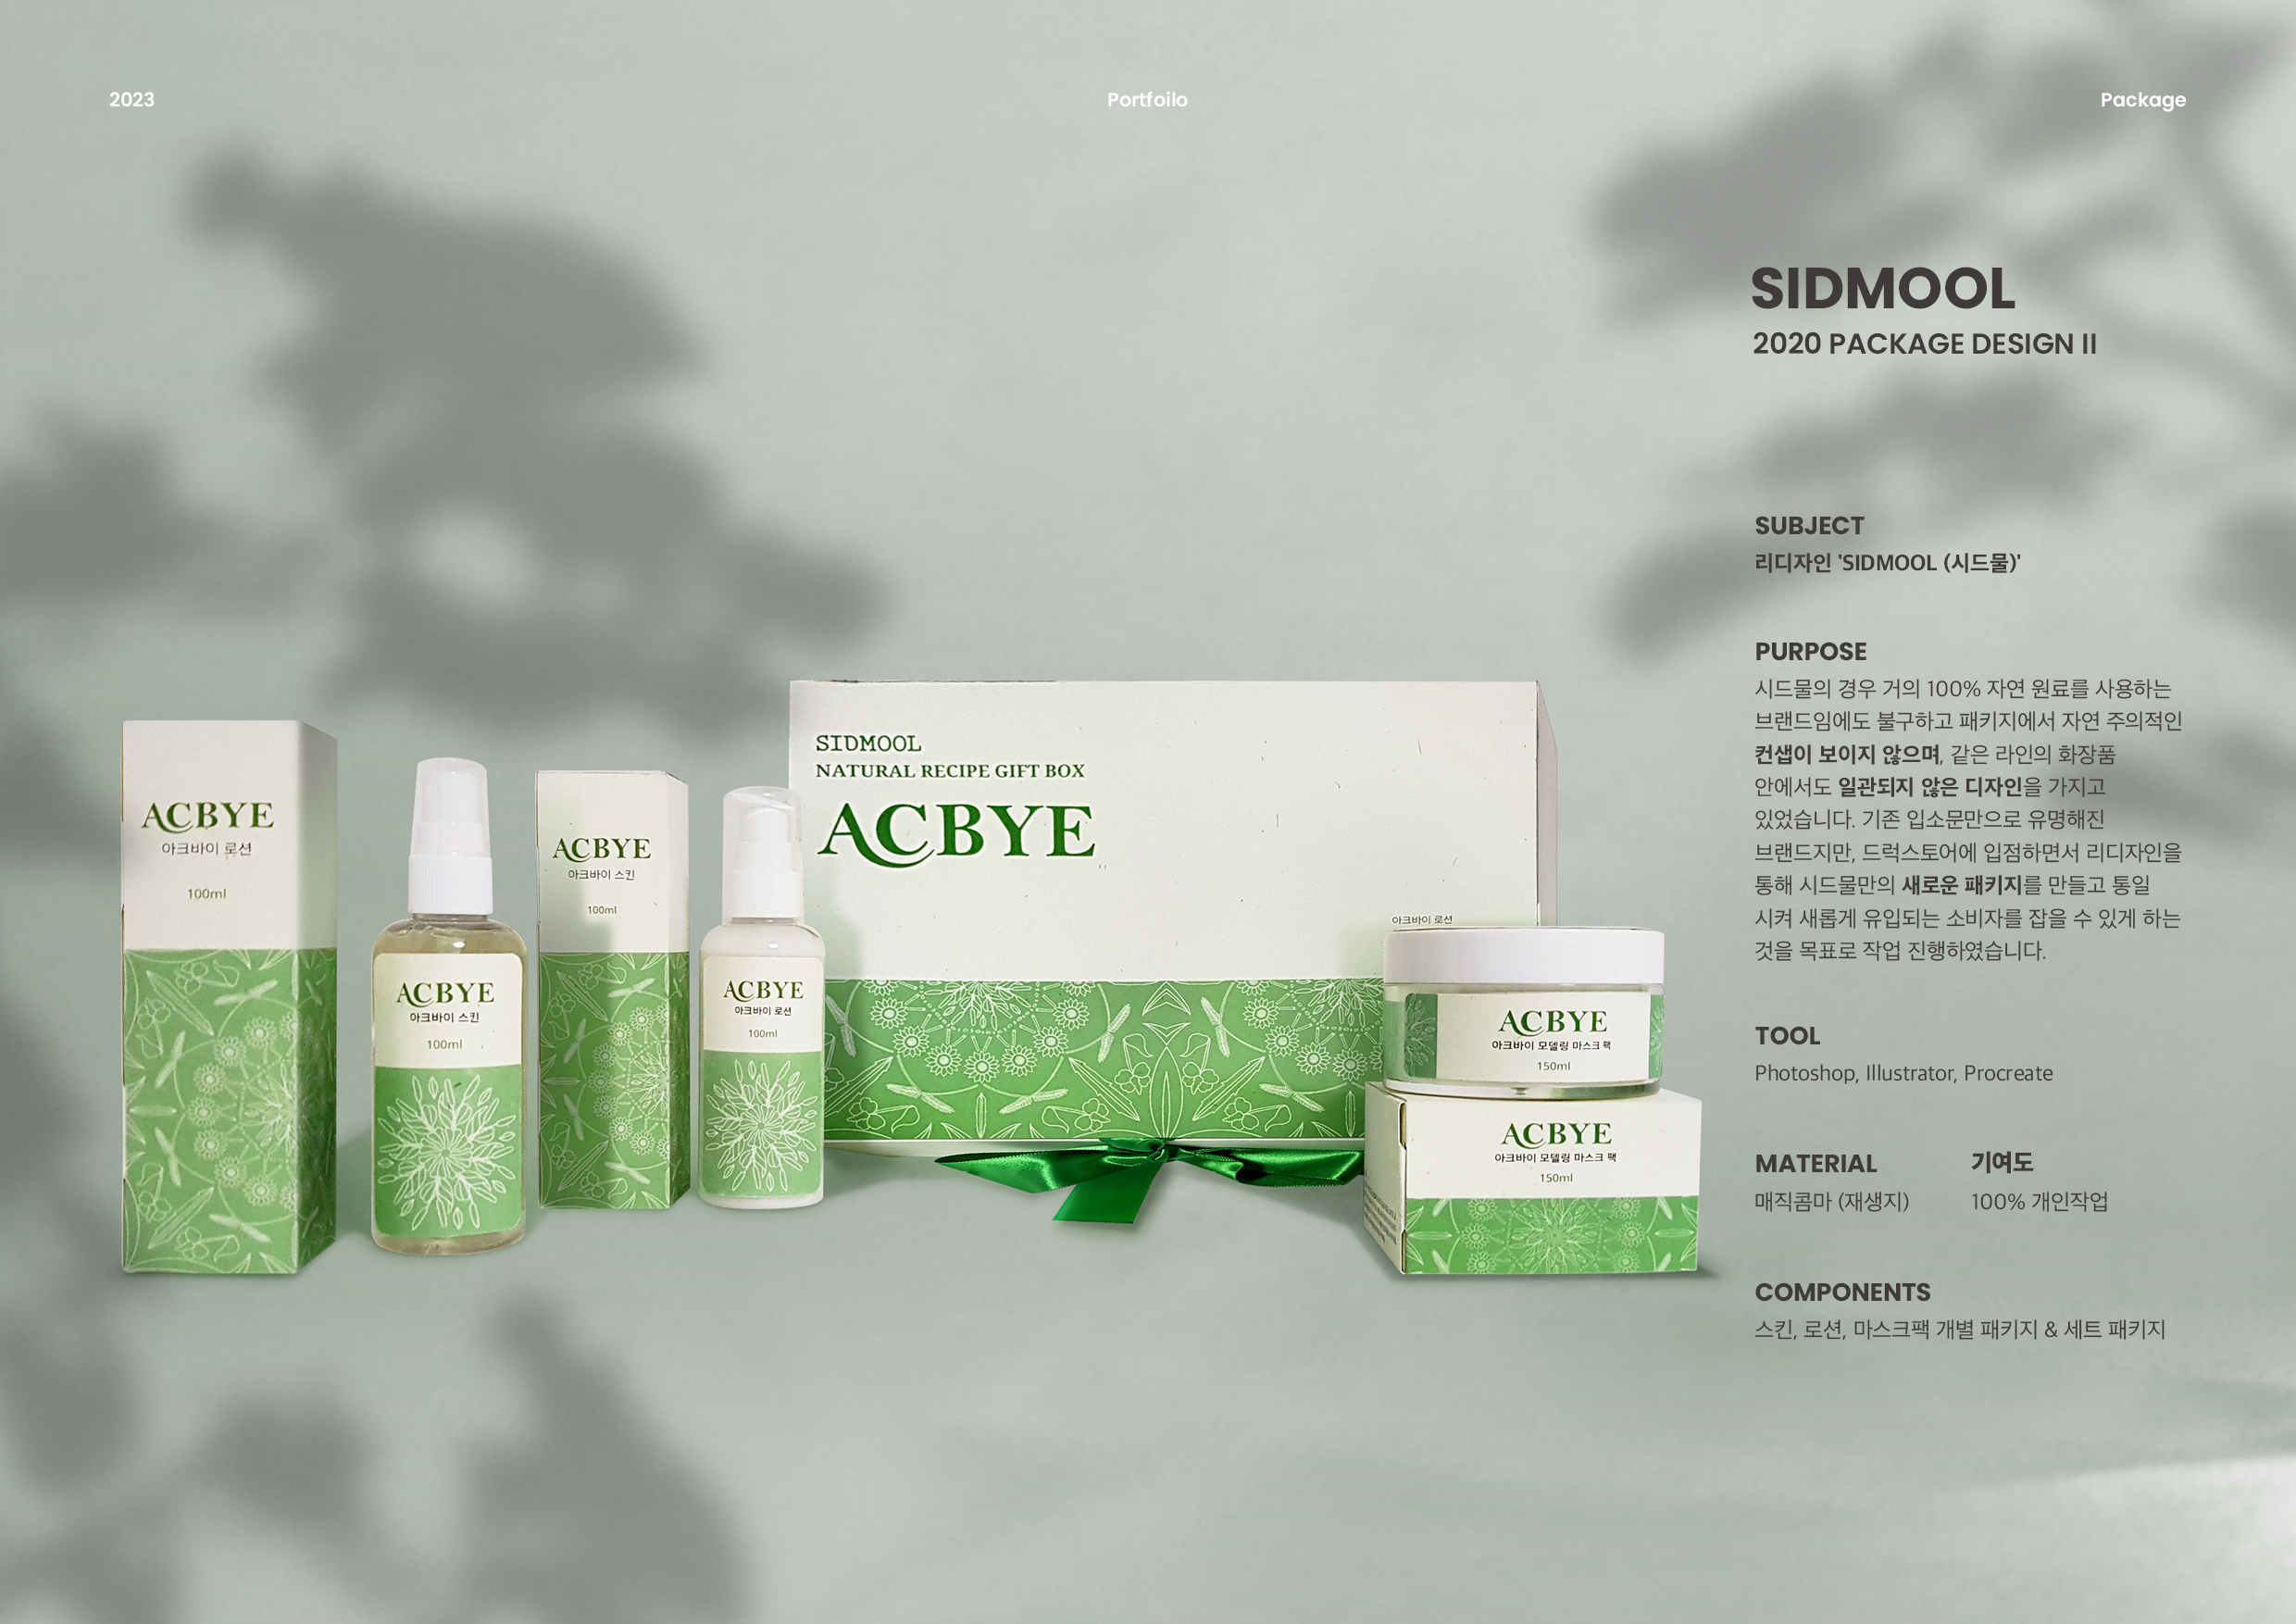 2023
Portfoilo
Package
SIDMOOL
2020 PACKAGE DESIGN II
SUBJECT
리디자인 'SIDMOOL (시드물)'
PURPOSE
시드물의 경우 거의 100% 자연 원료를 사용하는
브랜드임에도 불구하고 패키지에서 자연 주의적인
컨샙이 보이지 않으며, 같은 라인의 화장품
안에서도 일관되지 않은 디자인을 가지고
있었습니다. 기존 입소문만으로 유명해진
브랜드지만, 드럭스토어에 입점하면서 리디자인을
통해 시드물만의 새로운 패키지를 만들고 통일
시켜 새롭게 유입되는 소비자를 잡을 수 있게 하는
것을 목표로 작업 진행하였습니다.
TOOL
Photoshop, Illustrator, Procreate
MATERIAL
매직콤마 (재생지)
기여도
100% 개인작업
COMPONENTS
스킨, 로션, 마스크팩 개별 패키지 & 세트 패키지
ACBYE
아크바이 로션
100ml
ACBYE
아크바이 스킨
100ml
ACBYE
아크바이 스킨
100ml
ACBYE
아크바이 로션
100ml
SIDMOOL
NATURAL RECIPE GIFT BOX
ACBYE
아크바이 로션
ACBYE
아크바이 모델링 마스크 팩
150ml
ACBYE
아크바이 모델링 마스크 팩
150ml